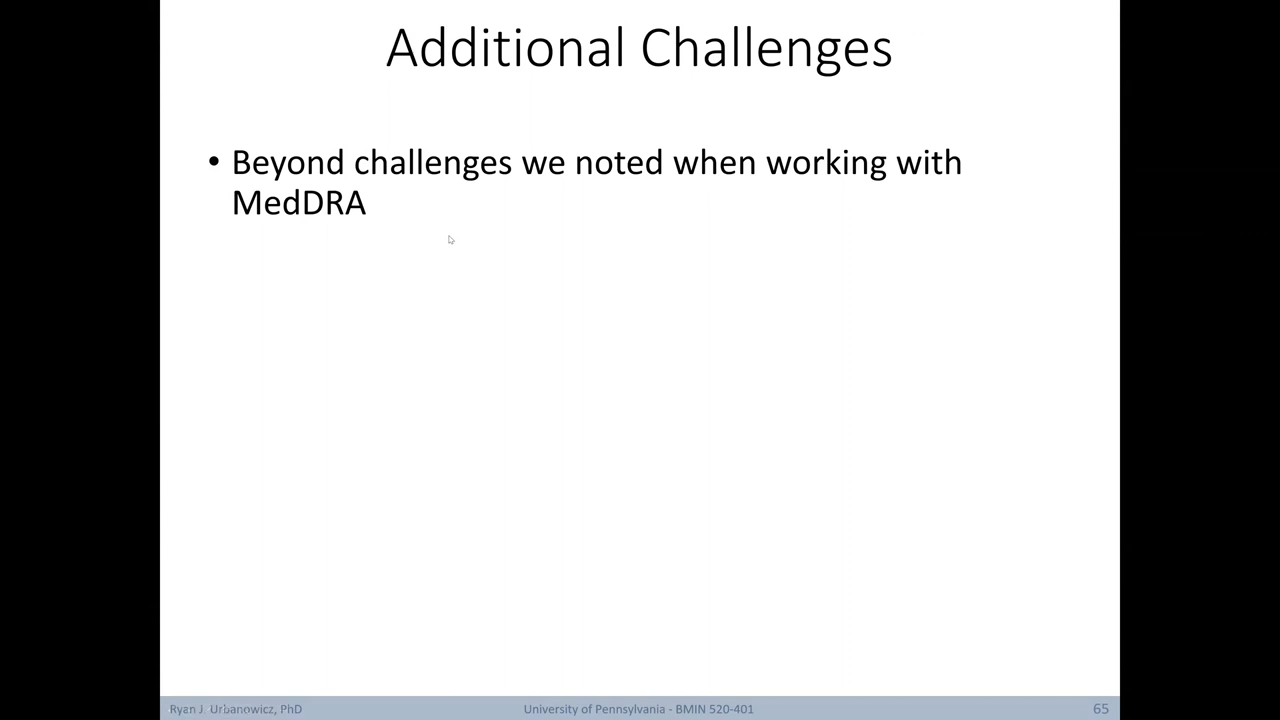 Additional Challenges
• Beyond challenges we noted when working with
MedDRA
Ryan J. Urbanowicz, PhD
University of Pennsylvania - BMIN 520-401
65